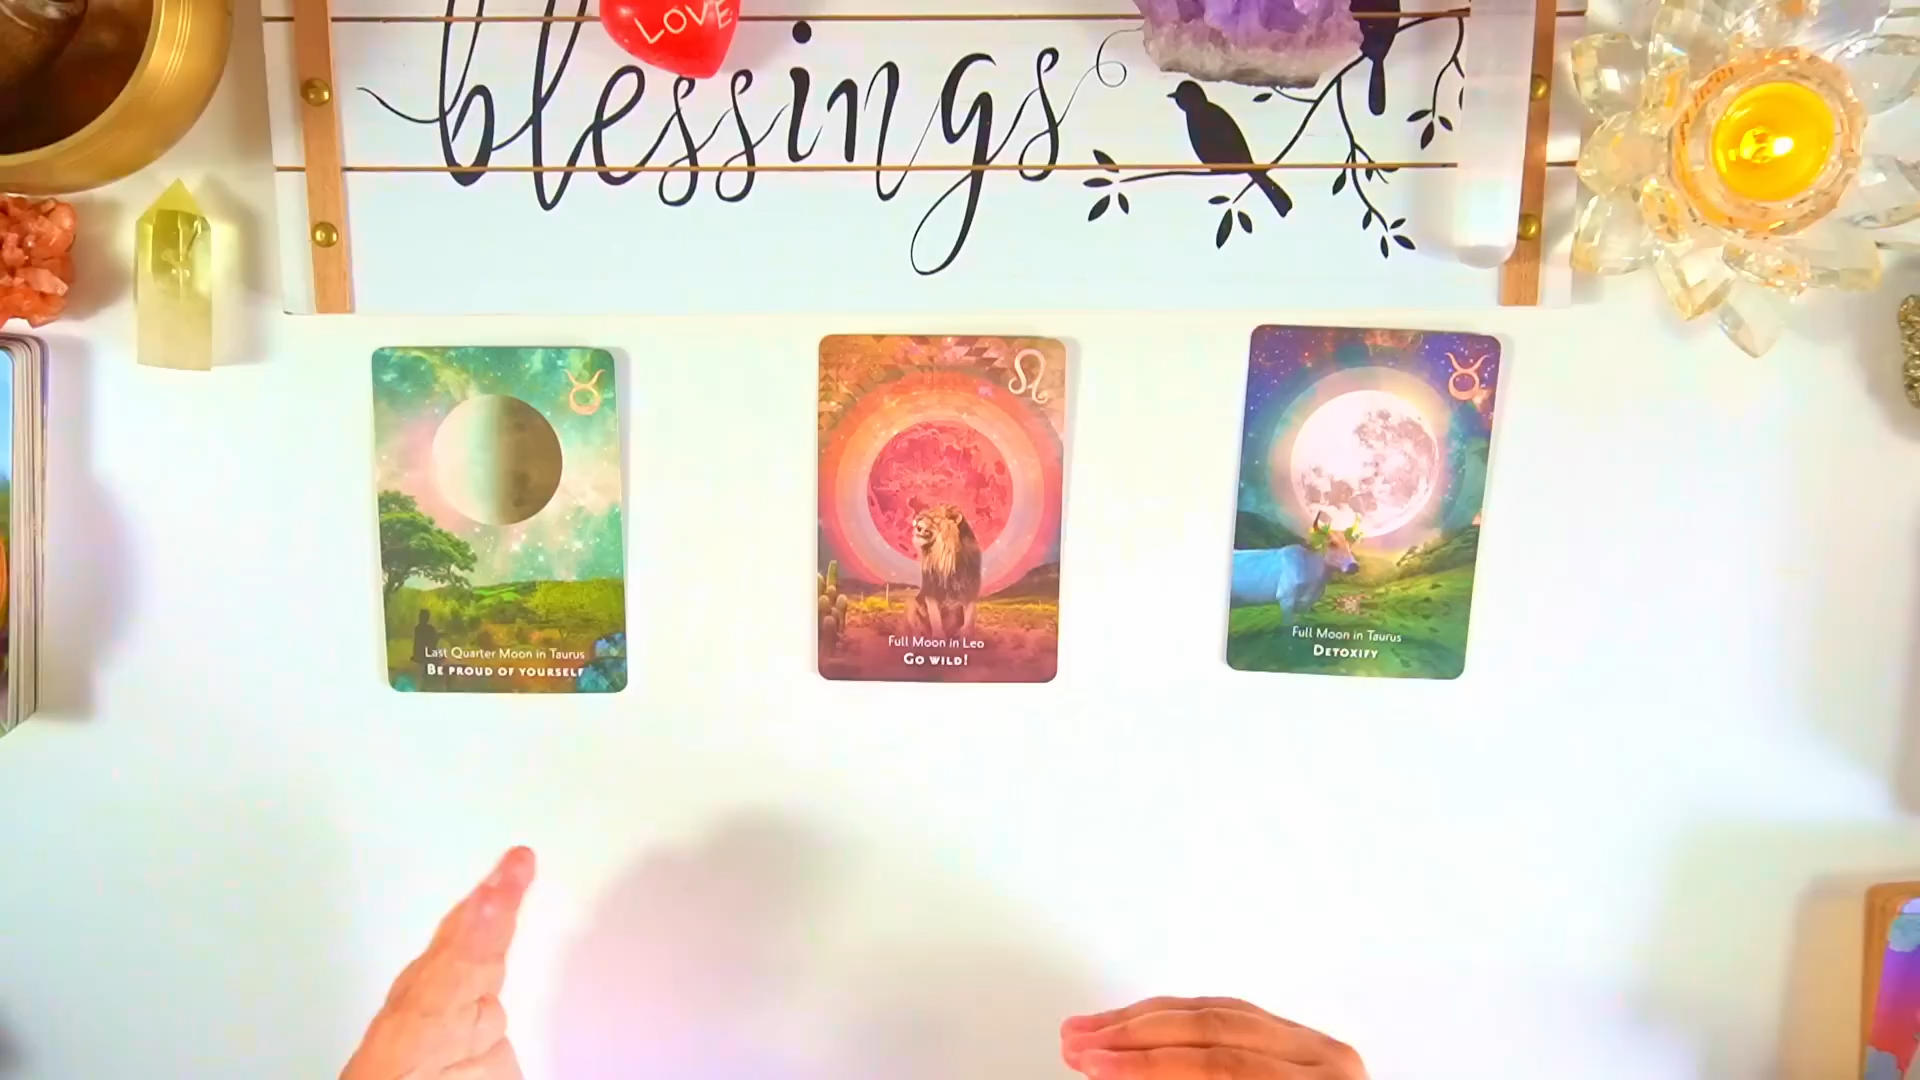 LOVE
blessings
Last Quarter Moon in Taurus
BE PROUD OF YOURSELF
Full Moon in Leo
GO WILD!
Full Moon in Taurus
DETOXIFY